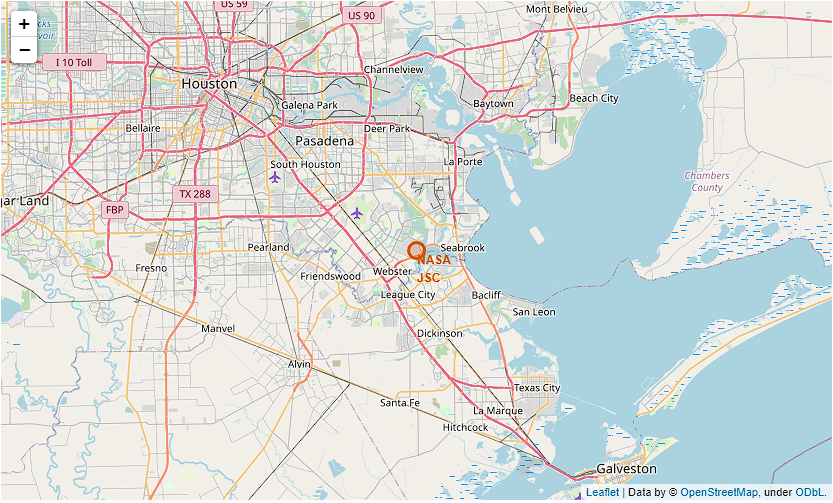 US 59
US 90
Mont Belvieu
+
−
I 10 Toll
Channelview
Houston
Galena Park
Baytown
Beach City
Bellaire
Deer Park
Pasadena
South Houston
La Porte
Chambers
County
TX 288
gar Land
FBP
Pearland
Seabrook
NASA
JSC
Fresno
Friendswood
Webster
League City
Bacliff
San Leon
Manvel
Dickinson
Alvin
Texas City
Santa Fe
La Marque
Hitchcock
Galveston
Leaflet | Data by © OpenStreetMap, under ODbL.